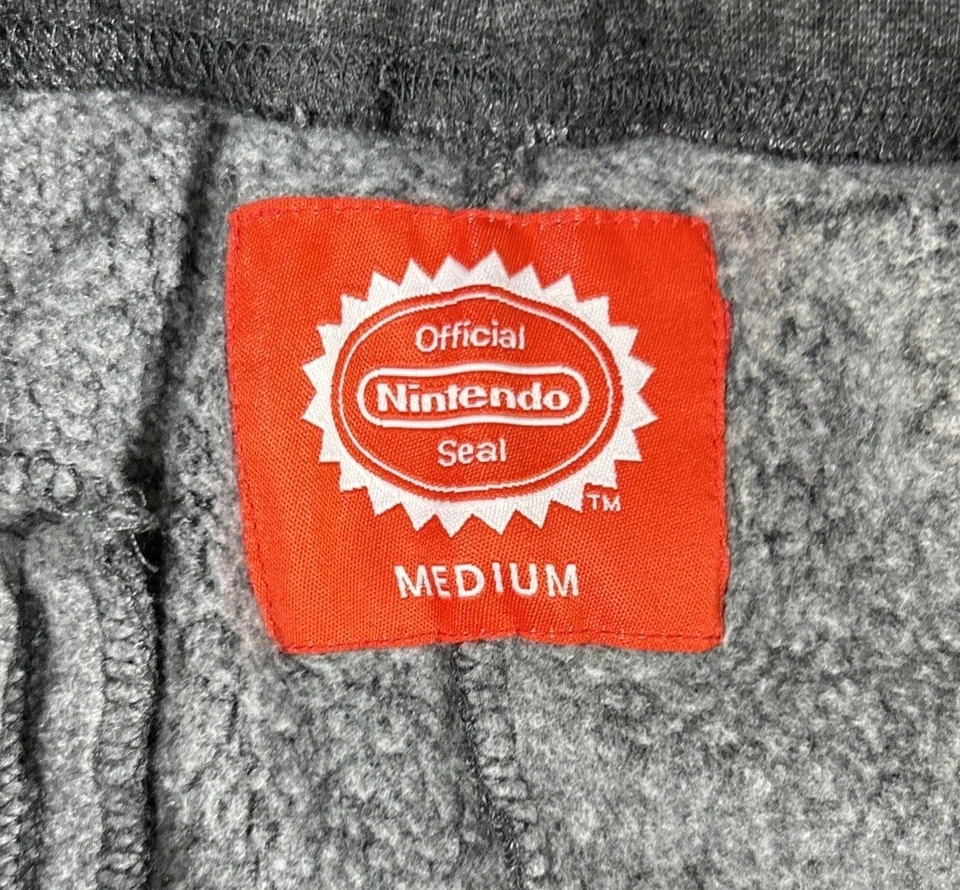 Official
Nintendo
Seal
TM
MEDIUM